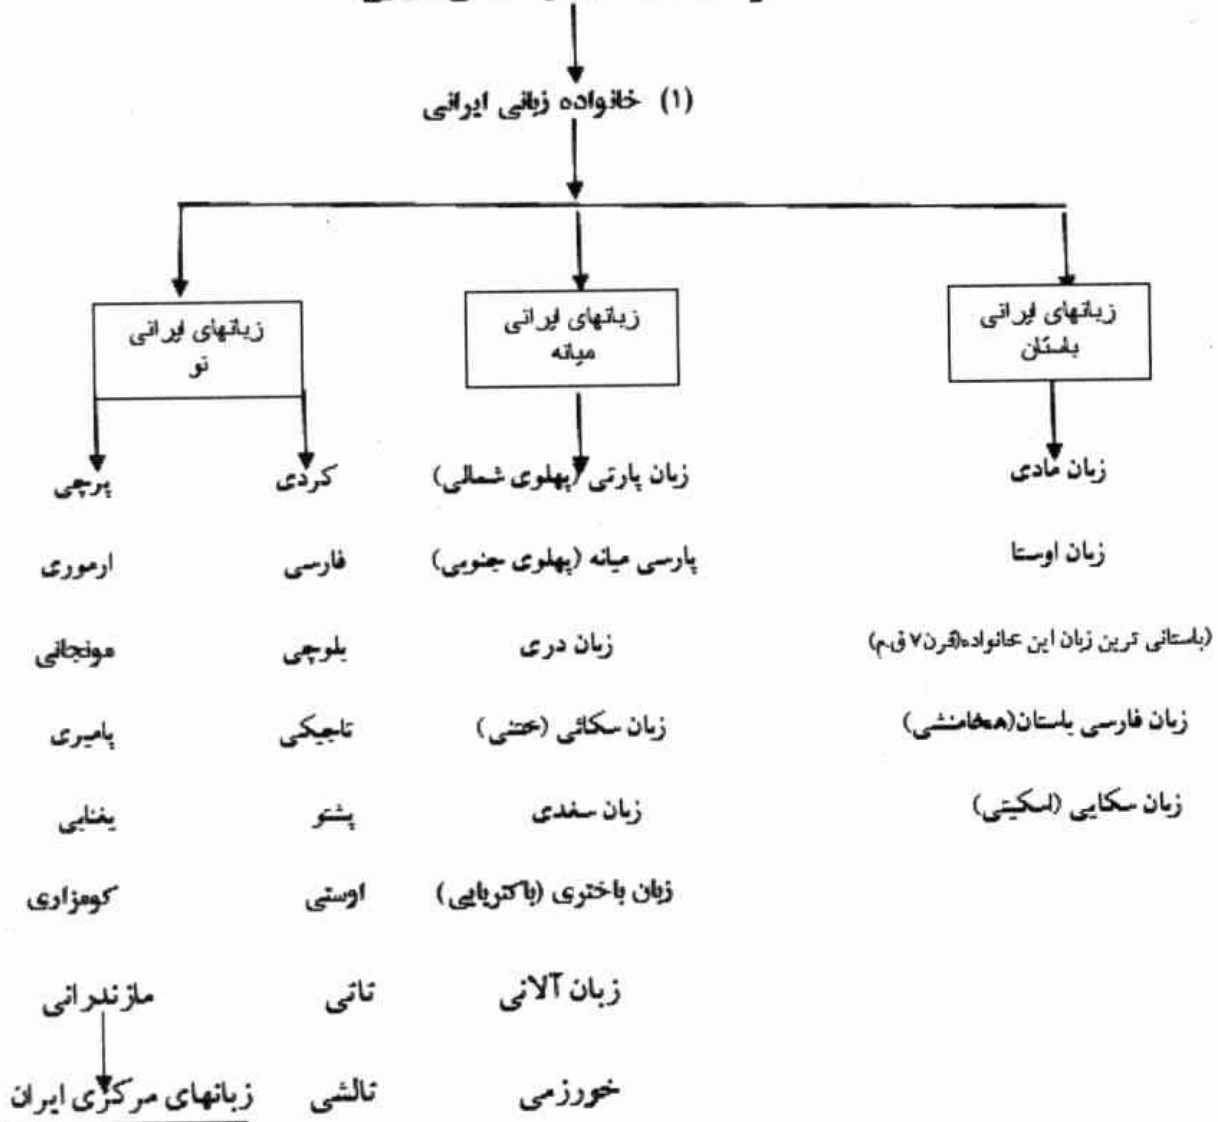 (۱) خانواده زبانی ایرانی
زبانهای ایرانی
باستان
زبانهای ایرانی
میانه
زبانهای ایرانی
نو
زبان مادی
زبان اوستا
(باستانی ترین زبان این خانواده(قرن۷ ق.م)
زبان فارسی باستان(هخامنشی)
زبان سکایی (اسکیتی)
زبان پارتی (پهلوی شمالی)
پارسی میانه (پهلوی جنوبی)
زبان دری
زبان سکائی (ختنی)
زبان سغدی
زبان باختری (باکتریایی)
زبان آلانی
خورزمی
کردی
فارسی
بلوچی
تاجیکی
پشتو
اوستی
تاتی
تالشی
پرچی
ارموری
مونجانی
پامیری
یغنابی
کومزاری
مازندرانی
زبانهای مرکزی ایران